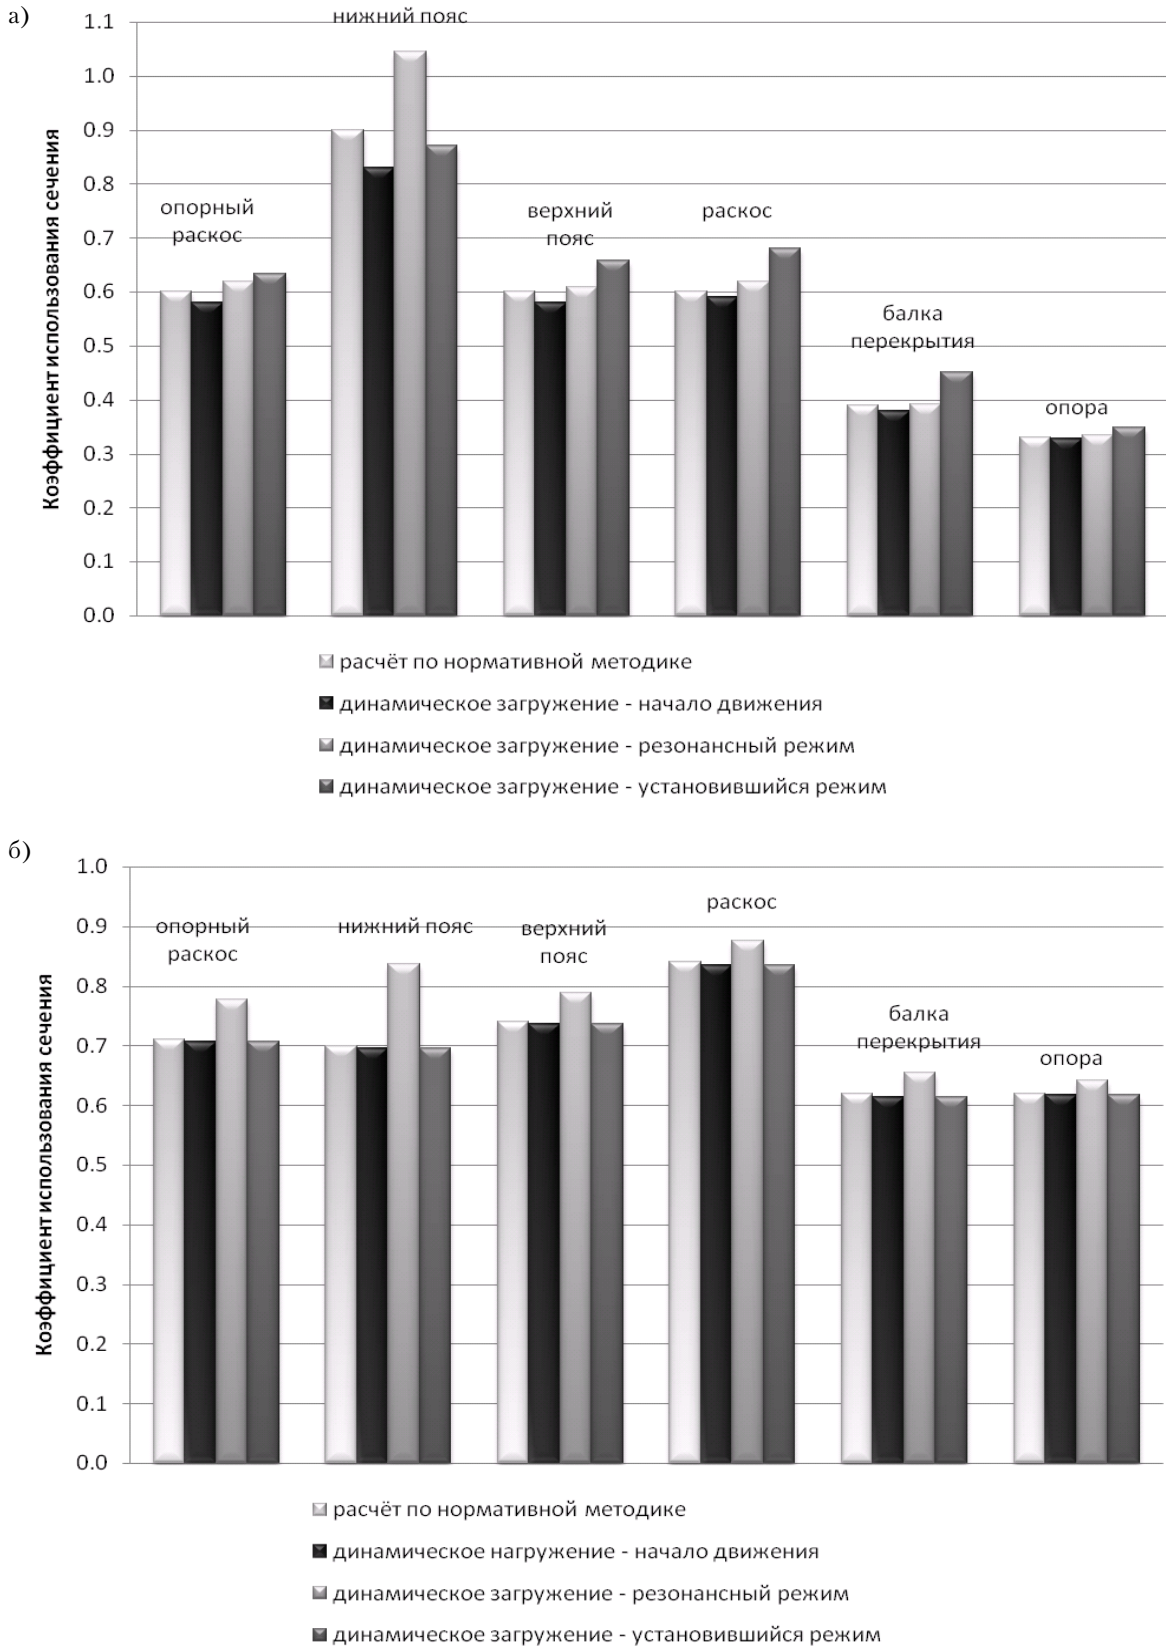 а)
Коэффициент использования сечения
1.1
1.0
0.9
0.8
0.7
0.6
0.5
0.4
0.3
0.2
0.1
0.0
нижний пояс
опорный
раскос
верхний
пояс
раскос
балка
перекрытия
опора
расчёт по нормативной методике
динамическое загружение - начало движения
динамическое загружение - резонансный режим
динамическое загружение - установившийся режим
б)
Коэффициент использования сечения
1.0
0.9
0.8
0.7
0.6
0.5
0.4
0.3
0.2
0.1
0.0
опорный
раскос
нижний пояс
верхний
пояс
раскос
балка
перекрытия
опора
расчёт по нормативной методике
динамическое нагружение - начало движения
динамическое загружение - резонансный режим
динамическое загружение - установившийся режим